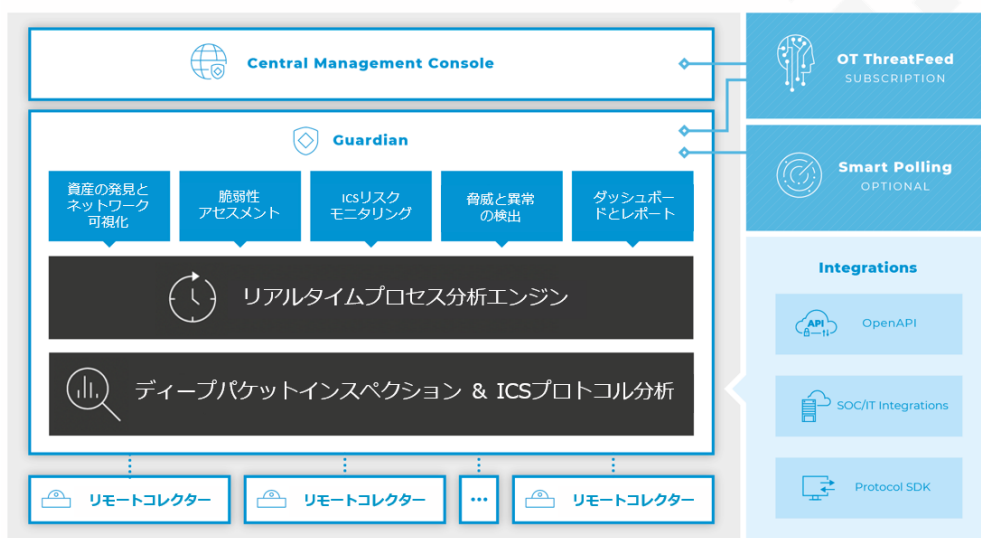 Central Management Console
Guardian
資産の発見と
ネットワーク
可視化
脆弱性
アセスメント
ICSリスク
モニタリング
脅威と異常
の検出
ダッシュボー
ドとレポート
リアルタイムプロセス分析エンジン
ディープパケットインスペクション & ICSプロトコル分析
リモートコレクター
リモートコレクター
...
リモートコレクター
OT ThreatFeed
SUBSCRIPTION
Smart Polling
OPTIONAL
Integrations
API
OpenAPI
SOC/IT Integrations
Protocol SDK